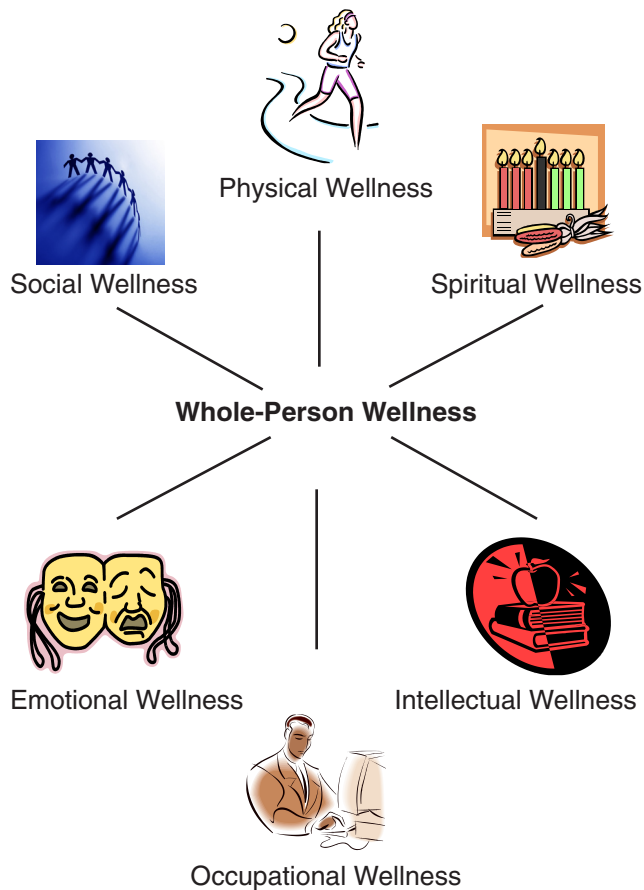 Physical Wellness
Social Wellness
Spiritual Wellness
Whole-Person Wellness
Emotional Wellness
Intellectual Wellness
Occupational Wellness